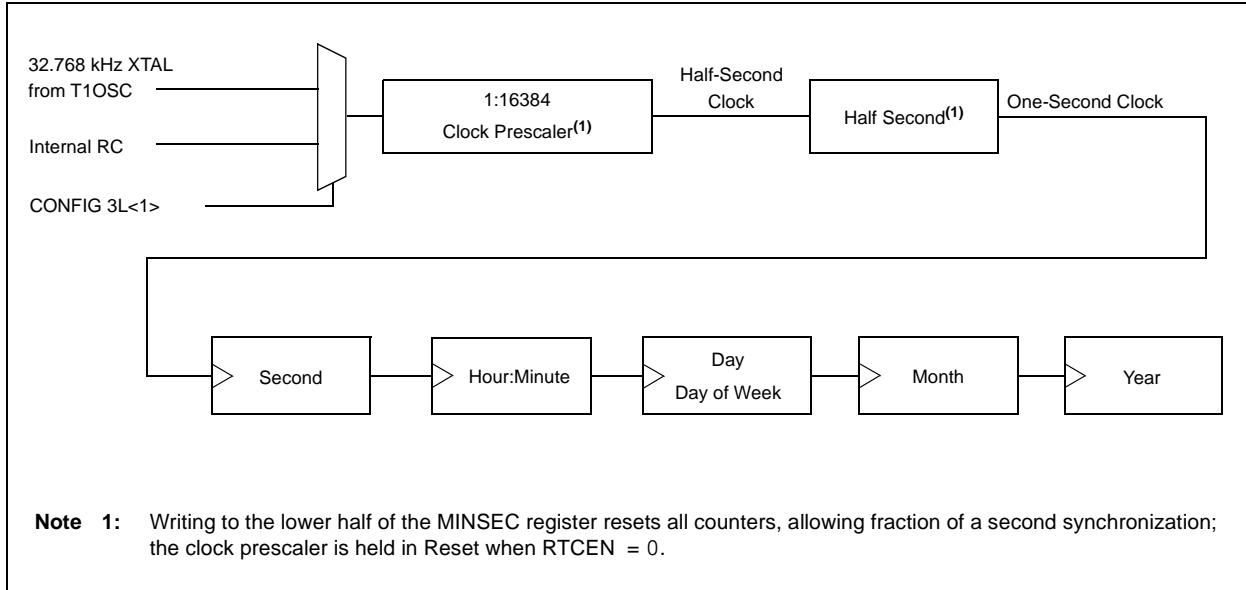 32.768 kHz XTAL
from T1OSC
Internal RC
CONFIG 3L<1>
1:16384
Clock Prescaler(1)
Half-Second
Clock
Half Second(1)
One-Second Clock
Second
Hour:Minute
Day
Day of Week
Month
Year
Note 1: Writing to the lower half of the MINSEC register resets all counters, allowing fraction of a second synchronization;
the clock prescaler is held in Reset when RTCEN = 0.